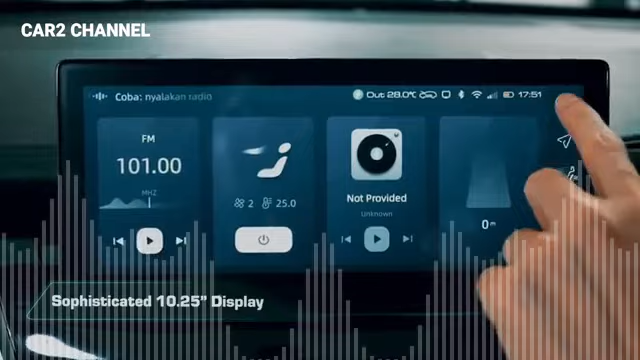 CAR2 CHANNEL
Coba: nyalakan radio
Out 28.0℃
17:51
FM
101.00
MHZ
2
25.0
Not Provided
Unknown
0m
Sophisticated 10.25" Display